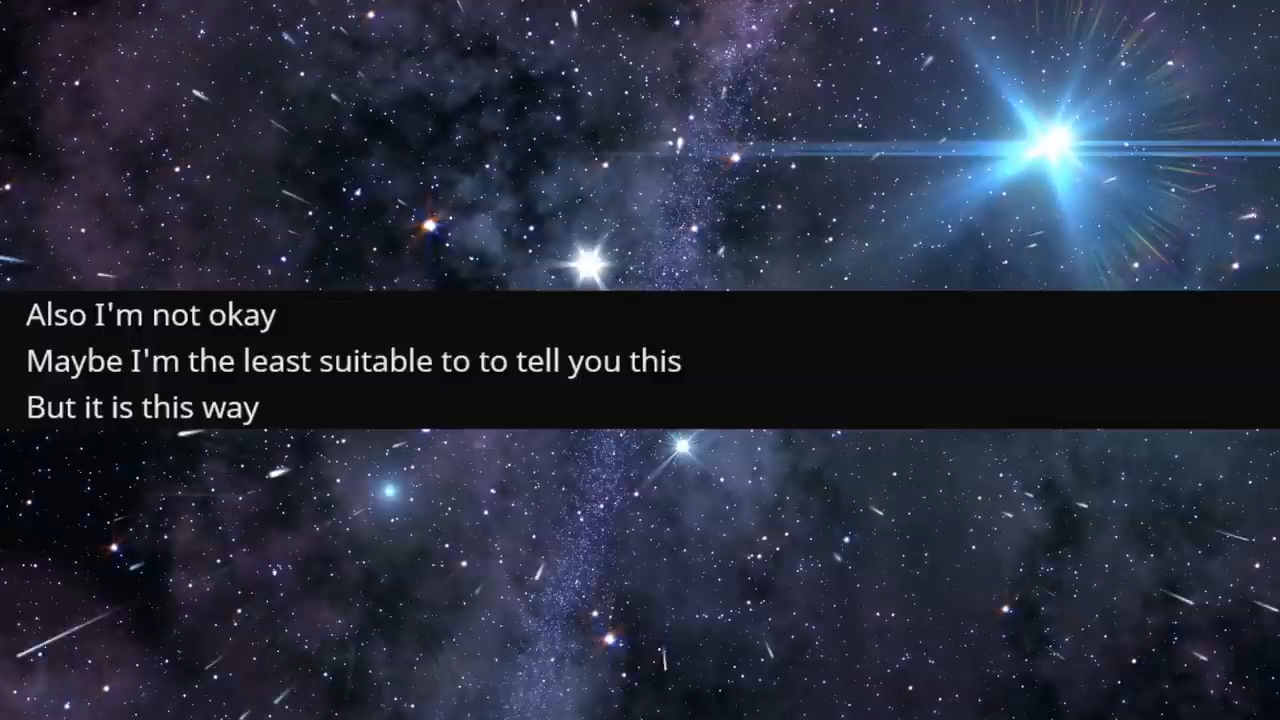 Also I'm not okay
Maybe I'm the least suitable to to tell you this
But it is this way